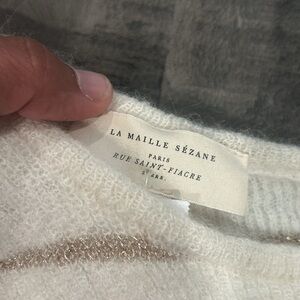 LA MAILLE SÉZANE
PARIS
RUE SAINT-FIACRE
2e ARR.